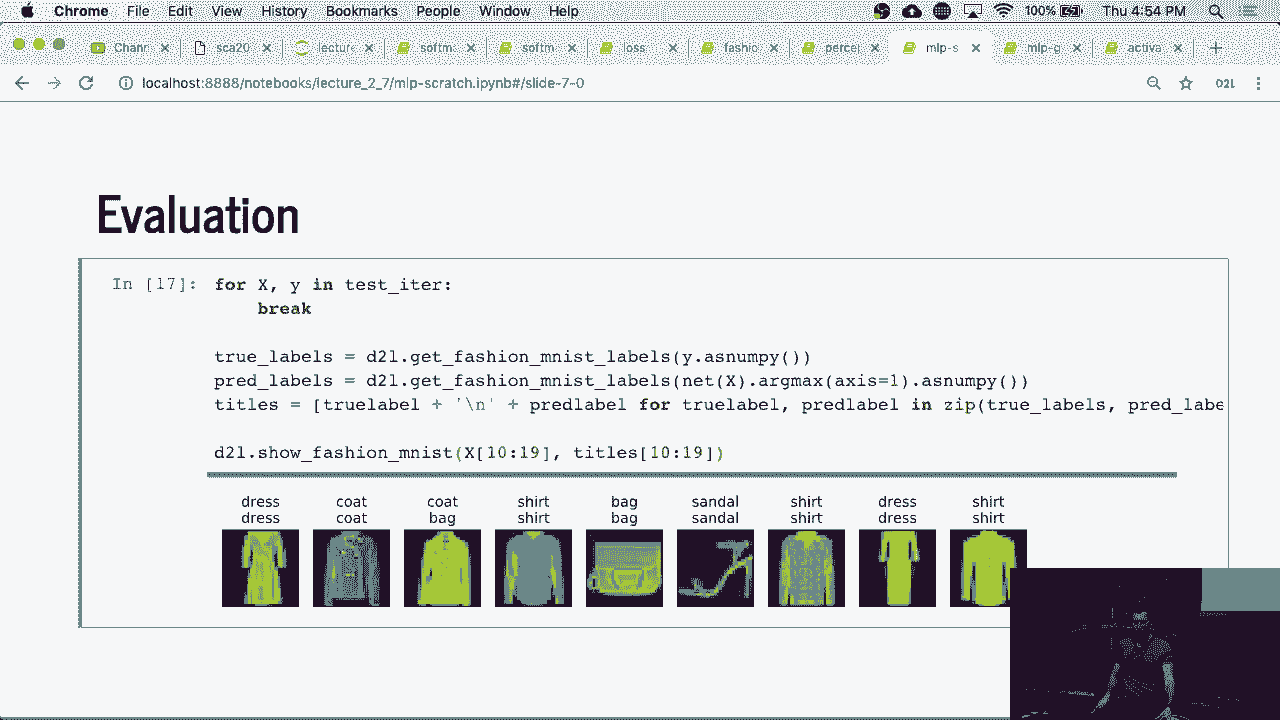 Chrome File Edit View History Bookmarks People Window Help 100% Thu 4:54 PM
Chann sca20 lecture softm softm loss fashio percep mlp-s mlp-g activa
localhost:8888/notebooks/lecture_2_7/mlp-scratch.ipynb#/slide-7-0
Evaluation
In [17]: for X, y in test_iter:
break
true_labels = d2l.get_fashion_mnist_labels(y.asnumpy())
pred_labels = d2l.get_fashion_mnist_labels(net(X).argmax(axis=1).asnumpy())
titles = [truelabel + '\n' + predlabel for truelabel, predlabel in zip(true_labels, pred_labe
d2l.show_fashion_mnist(X[10:19], titles[10:19])
dress coat coat shirt bag sandal shirt dress shirt
dress coat bag shirt bag sandal shirt dress shirt